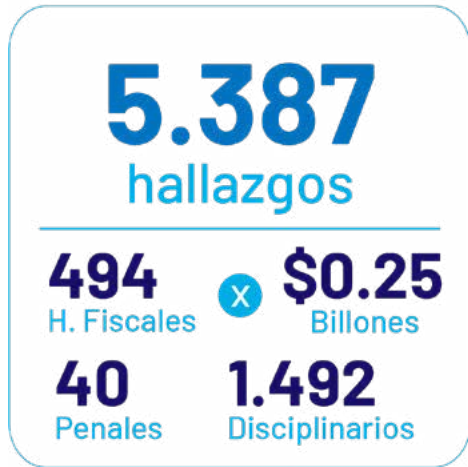 5.387
hallazgos
494 X $0.25
H. Fiscales Billones
40 1.492
Penales Disciplinarios